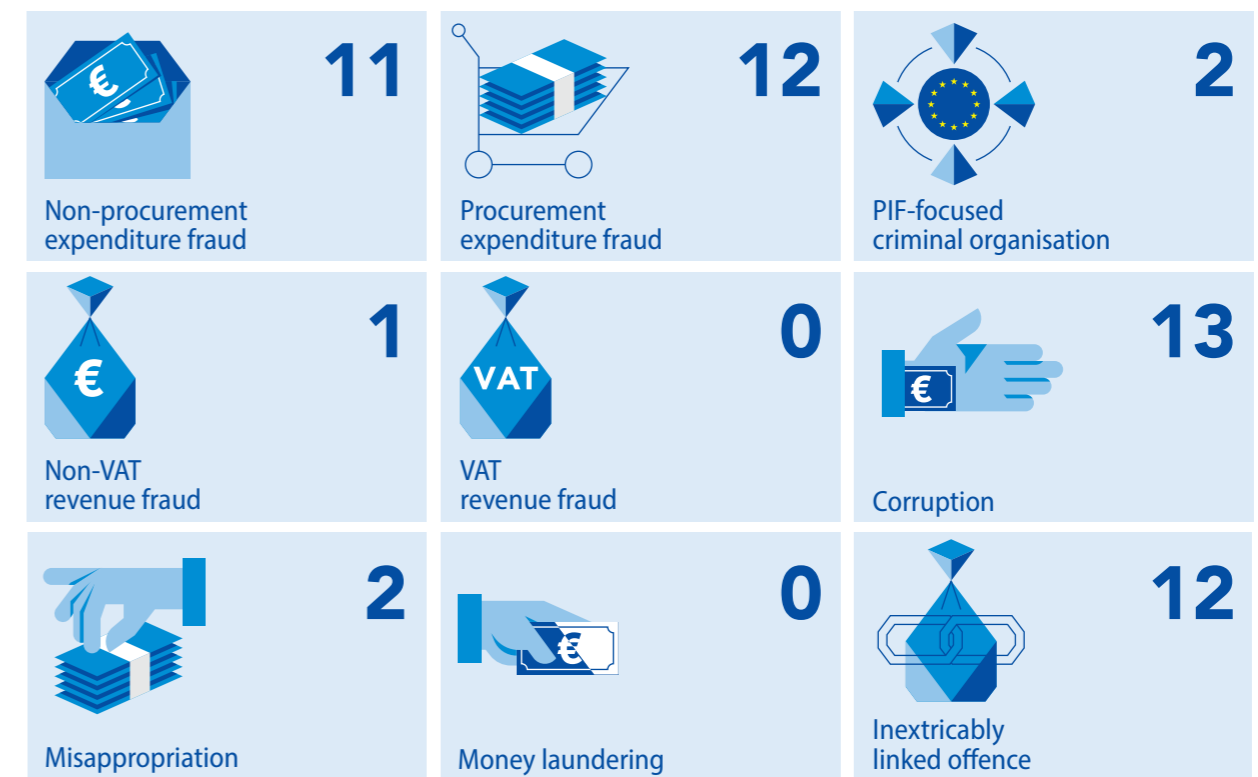 €
11
Non-procurement
expenditure fraud
12
Procurement
expenditure fraud
2
PIF-focused
criminal organisation
€
1
Non-VAT
revenue fraud
VAT
0
VAT
revenue fraud
€
13
Corruption
2
Misappropriation
€
0
Money laundering
12
Inextricably
linked offence